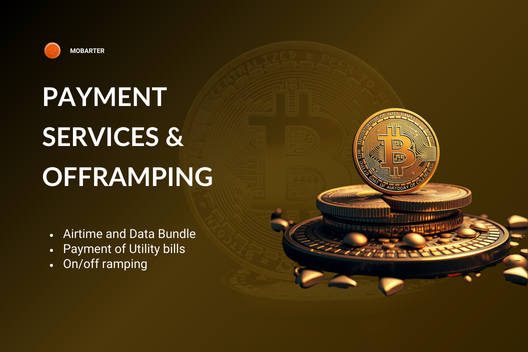 MOBARTER
PAYMENT
SERVICES &
OFFRAMPING
• Airtime and Data Bundle
• Payment of Utility bills
• On/off ramping